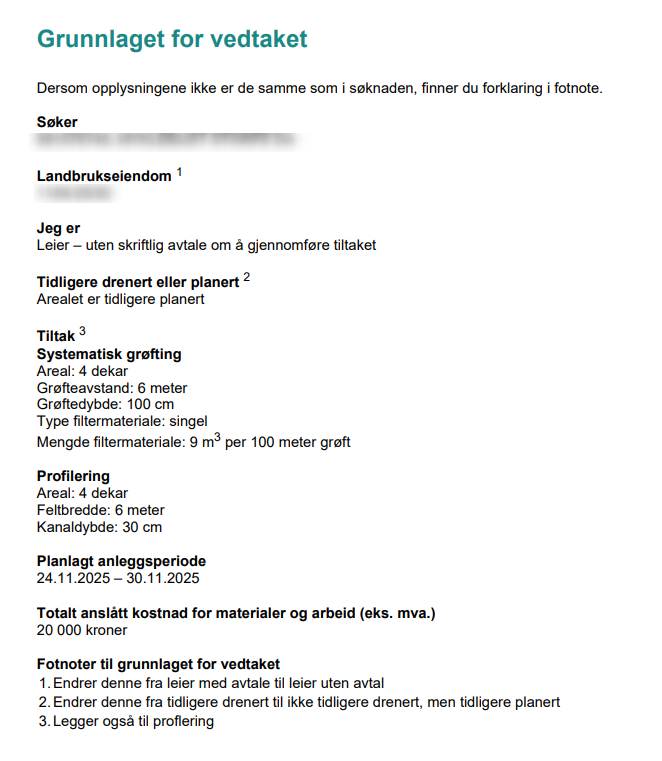 Grunnlaget for vedtaket
Dersom opplysningene ikke er de samme som i søknaden, finner du forklaring i fotnote.
Søker
Landbrukseiendom 1
Jeg er
Leier – uten skriftlig avtale om å gjennomføre tiltaket
Tidligere drenert eller planert 2
Arealet er tidligere planert
Tiltak 3
Systematisk grøfting
Areal: 4 dekar
Grøfteavstand: 6 meter
Grøftedybde: 100 cm
Type filtermateriale: singel
Mengde filtermateriale: 9 m3 per 100 meter grøft
Profilering
Areal: 4 dekar
Feltbredde: 6 meter
Kanaldybde: 30 cm
Planlagt anleggsperiode
24.11.2025 – 30.11.2025
Totalt anslått kostnad for materialer og arbeid (eks. mva.)
20 000 kroner
Fotnoter til grunnlaget for vedtaket
1. Endrer denne fra leier med avtale til leier uten avtal
2. Endrer denne fra tidligere drenert til ikke tidligere drenert, men tidligere planert
3. Legger også til proflering